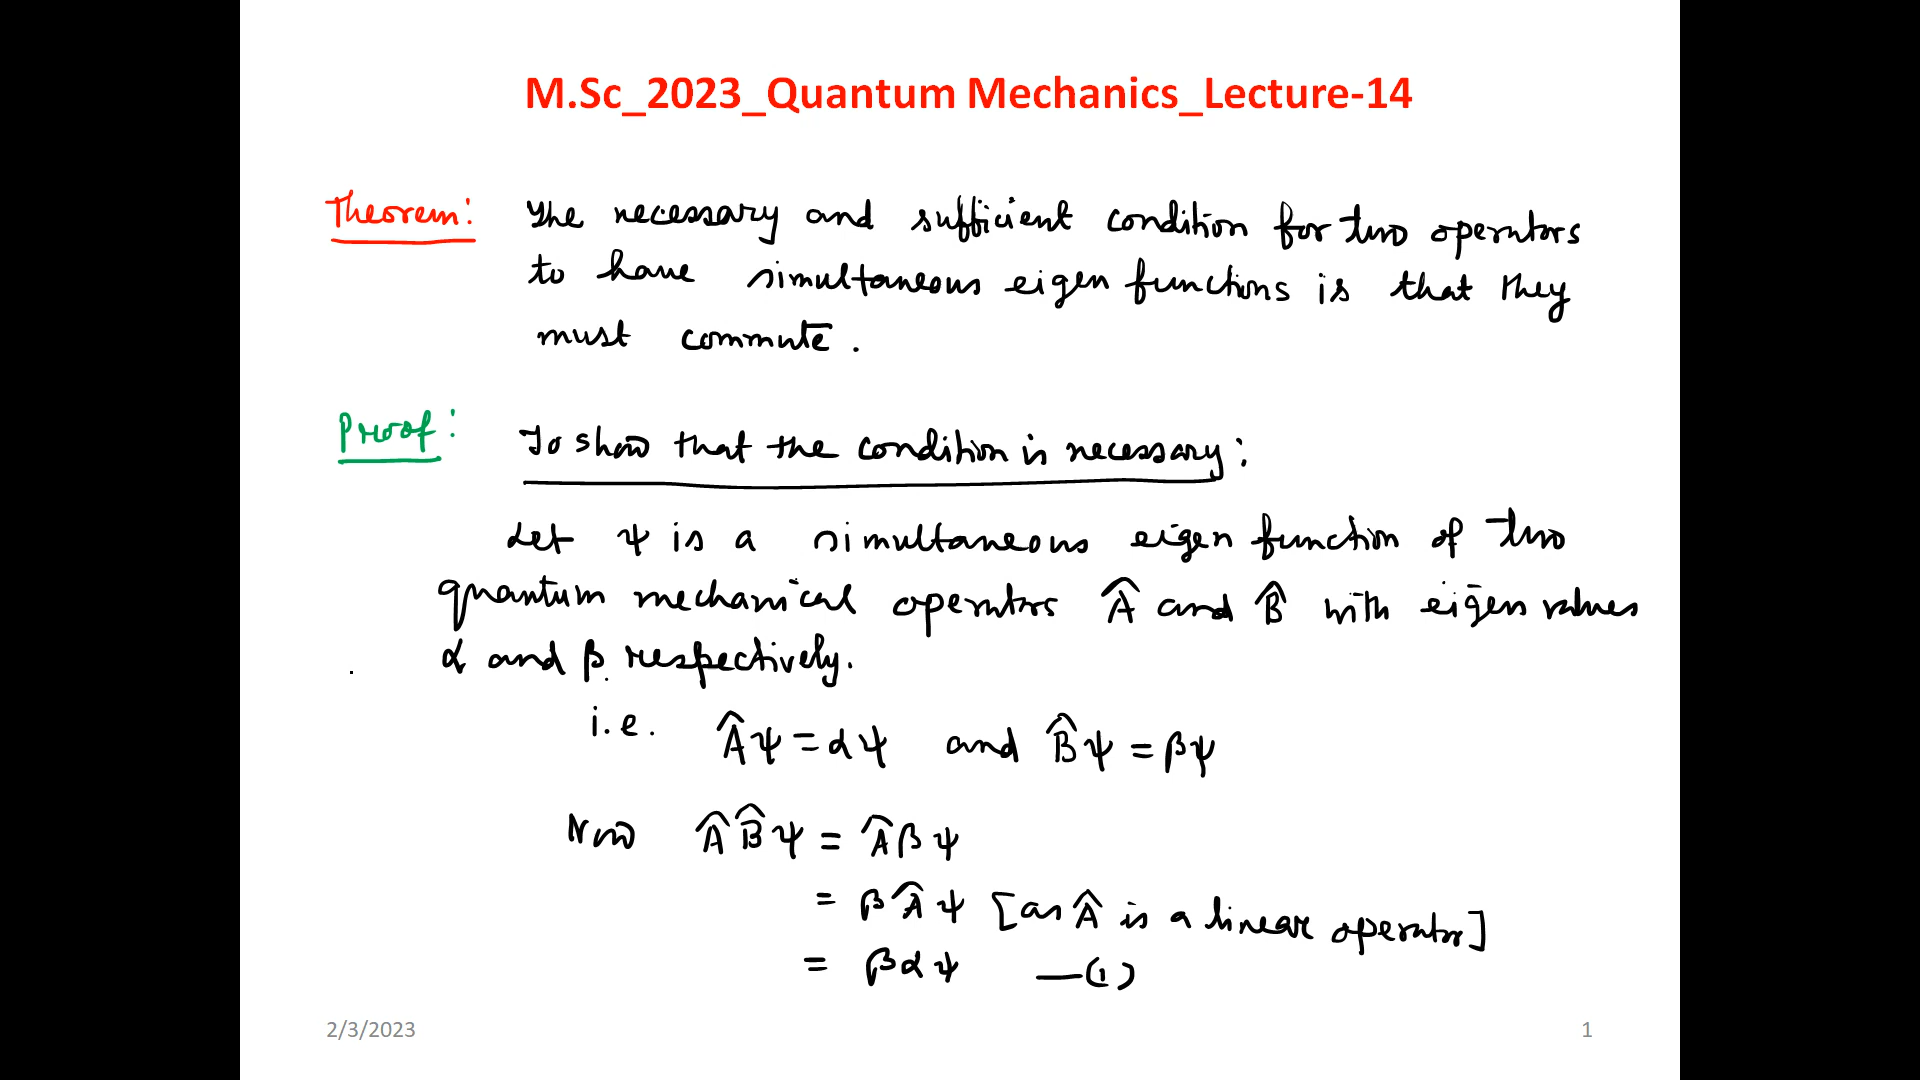 M.Sc_2023_Quantum Mechanics_Lecture-14
Theorem: The necessary and sufficient condition for two operators
to have simultaneous eigen functions is that they
must commute.
Proof: To show that the condition is necessary:
Let ψ is a simultaneous eigen function of two
quantum mechanical operators Â and B̂ with eigen values
α and β respectively.
i.e. Âψ = αψ and B̂ψ = βψ
Now ÂB̂ψ = Âβψ
= βÂψ [as Â is a linear operator]
= βαψ —(1)
2/3/2023 1